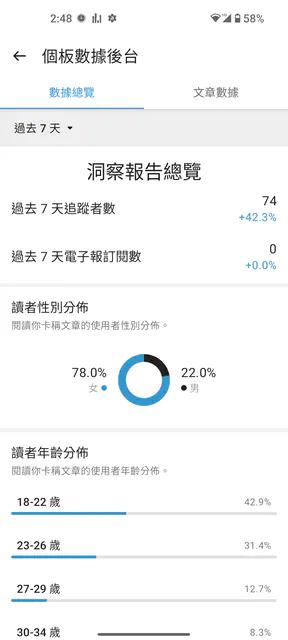 2:48
58%
個板數據後台
數據總覽
文章數據
過去 7 天
洞察報告總覽
過去 7 天追蹤者數
74
+42.3%
過去 7 天電子報訂閱數
0
+0.0%
讀者性別分佈
閱讀你卡稱文章的使用者性別分佈。
78.0%
女
22.0%
男
讀者年齡分佈
閱讀你卡稱文章的使用者年齡分佈。
18-22 歲
42.9%
23-26 歲
31.4%
27-29 歲
12.7%
30-34 歲
8.3%